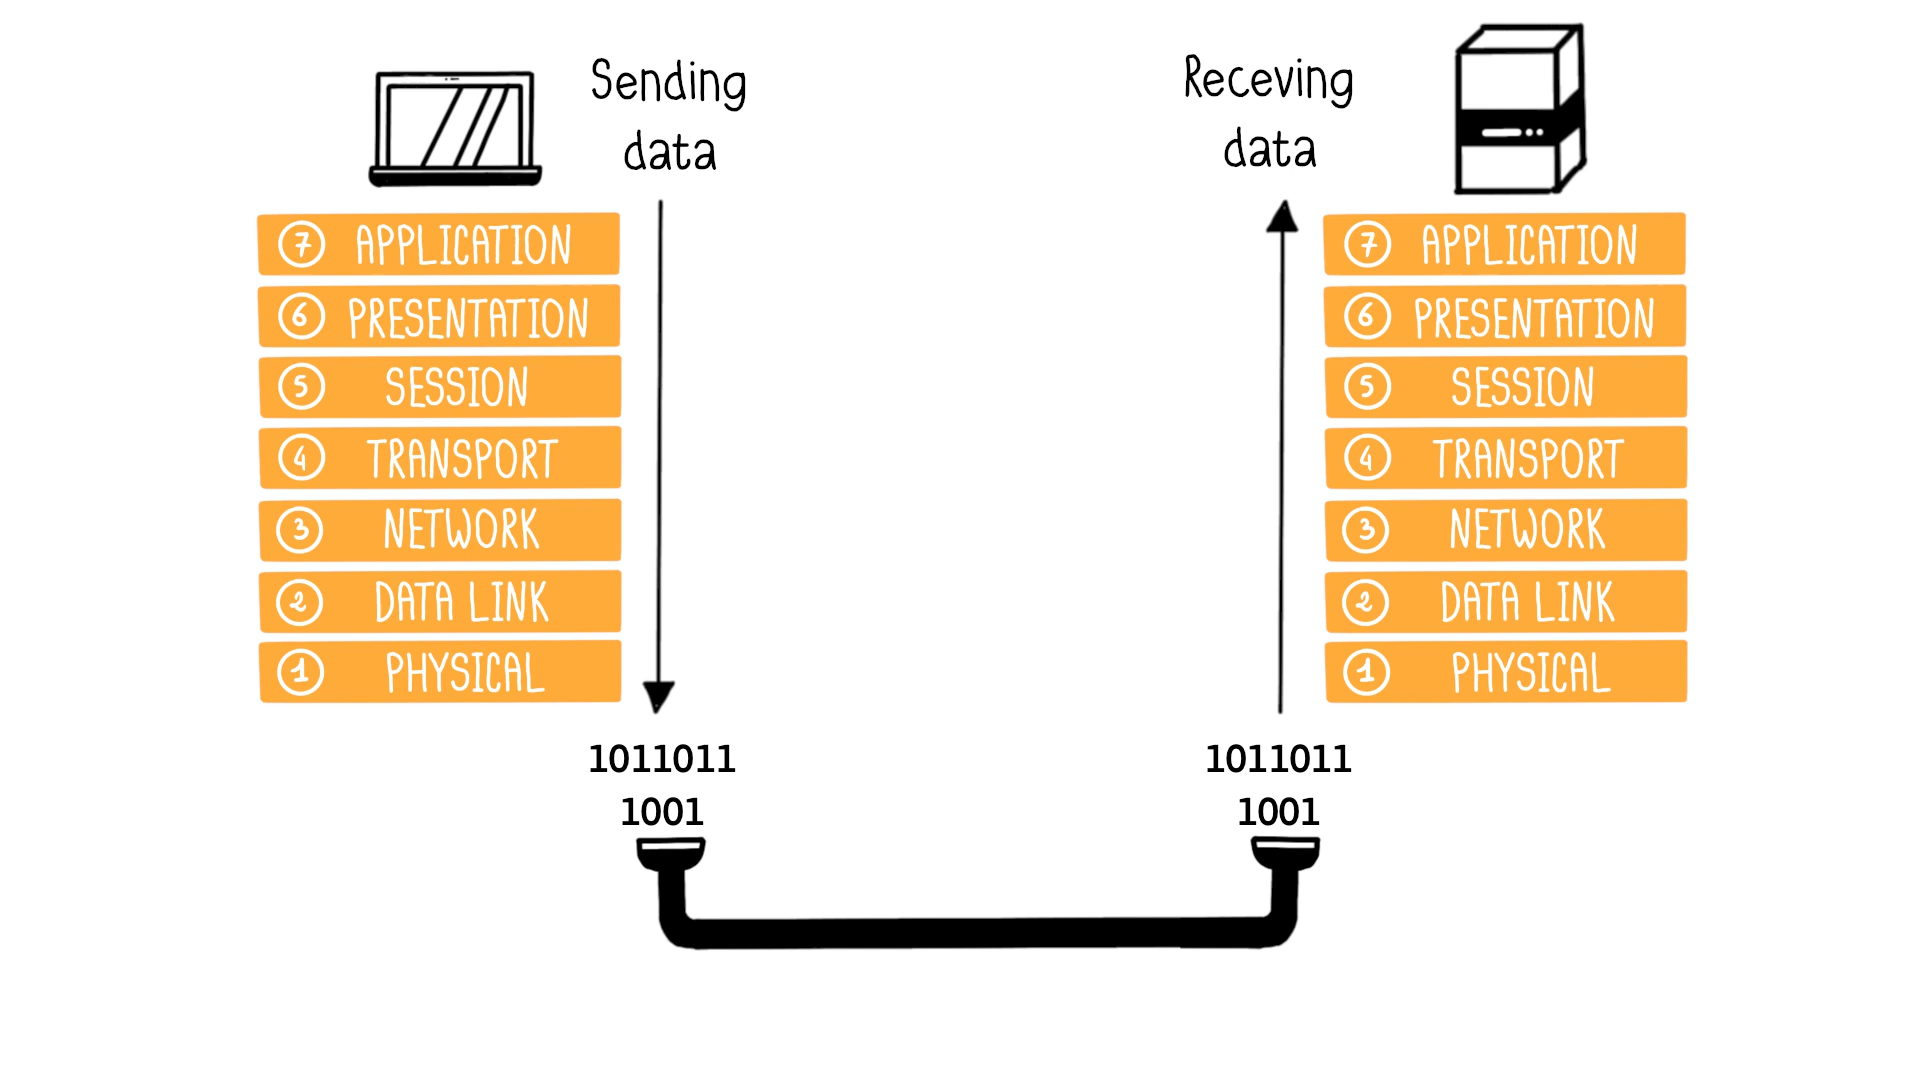 Sending
data
7 APPLICATION
6 PRESENTATION
5 SESSION
4 TRANSPORT
3 NETWORK
2 DATA LINK
1 PHYSICAL
1011011
1001
Receving
data
7 APPLICATION
6 PRESENTATION
5 SESSION
4 TRANSPORT
3 NETWORK
2 DATA LINK
1 PHYSICAL
1011011
1001